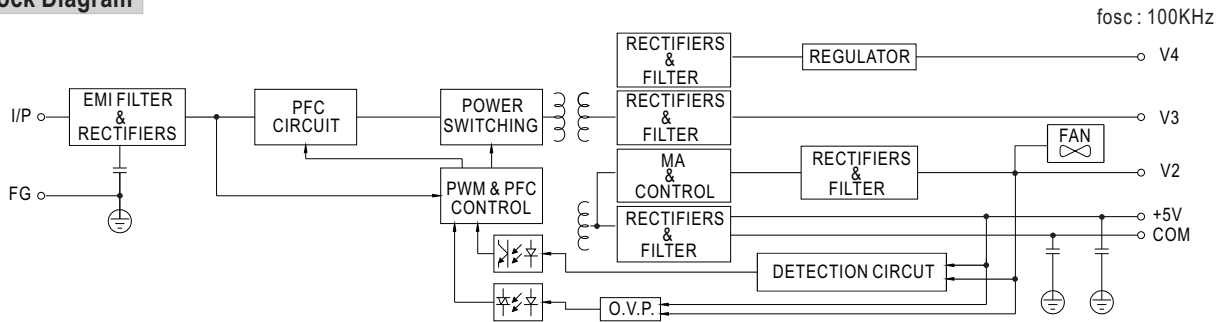 ock Diagram
fosc : 100KHz
RECTIFIERS
&
FILTER
REGULATOR
V4
I/P
EMI FILTER
&
RECTIFIERS
PFC
CIRCUIT
POWER
SWITCHING
RECTIFIERS
&
FILTER
V3
FAN
MA
&
CONTROL
RECTIFIERS
&
FILTER
V2
FG
PWM & PFC
CONTROL
RECTIFIERS
&
FILTER
+5V
COM
DETECTION CIRCUT
O.V.P.